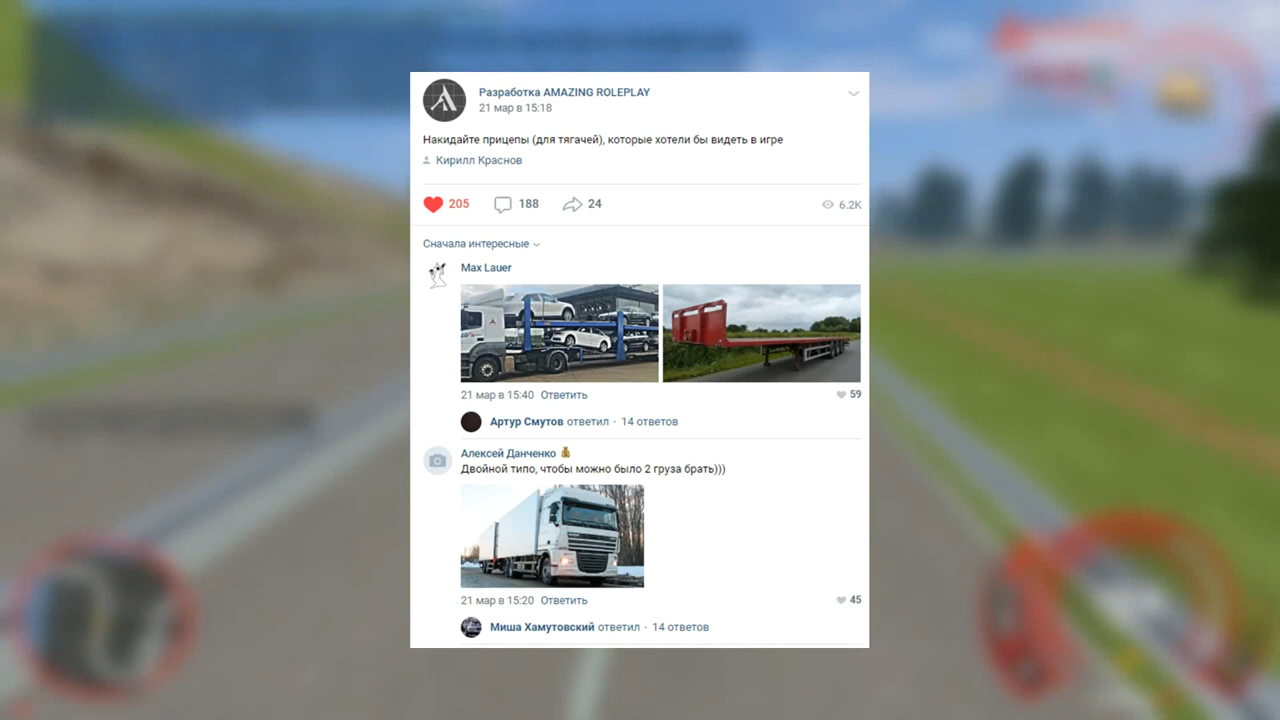 Разработка AMAZING ROLEPLAY
21 мар в 15:18
Накидайте прицепы (для тягачей), которые хотели бы видеть в игре
Кирилл Краснов
205 188 24 6.2K
Сначала интересные
Max Lauer
21 мар в 15:40 Ответить 59
Артур Смутов ответил · 14 ответов
Алексей Данченко
Двойной типо, чтобы можно было 2 груза брать)))
21 мар в 15:20 Ответить 45
Миша Хамутовский ответил · 14 ответов